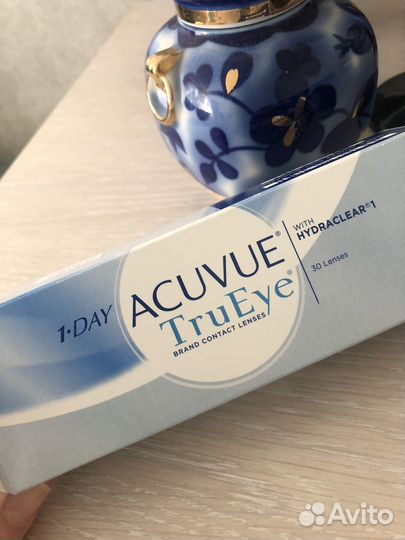 1·DAY ACUVUE®
TruEye®
BRAND CONTACT LENSES
WITH
HYDRACLEAR®1
30 Lenses
Avito